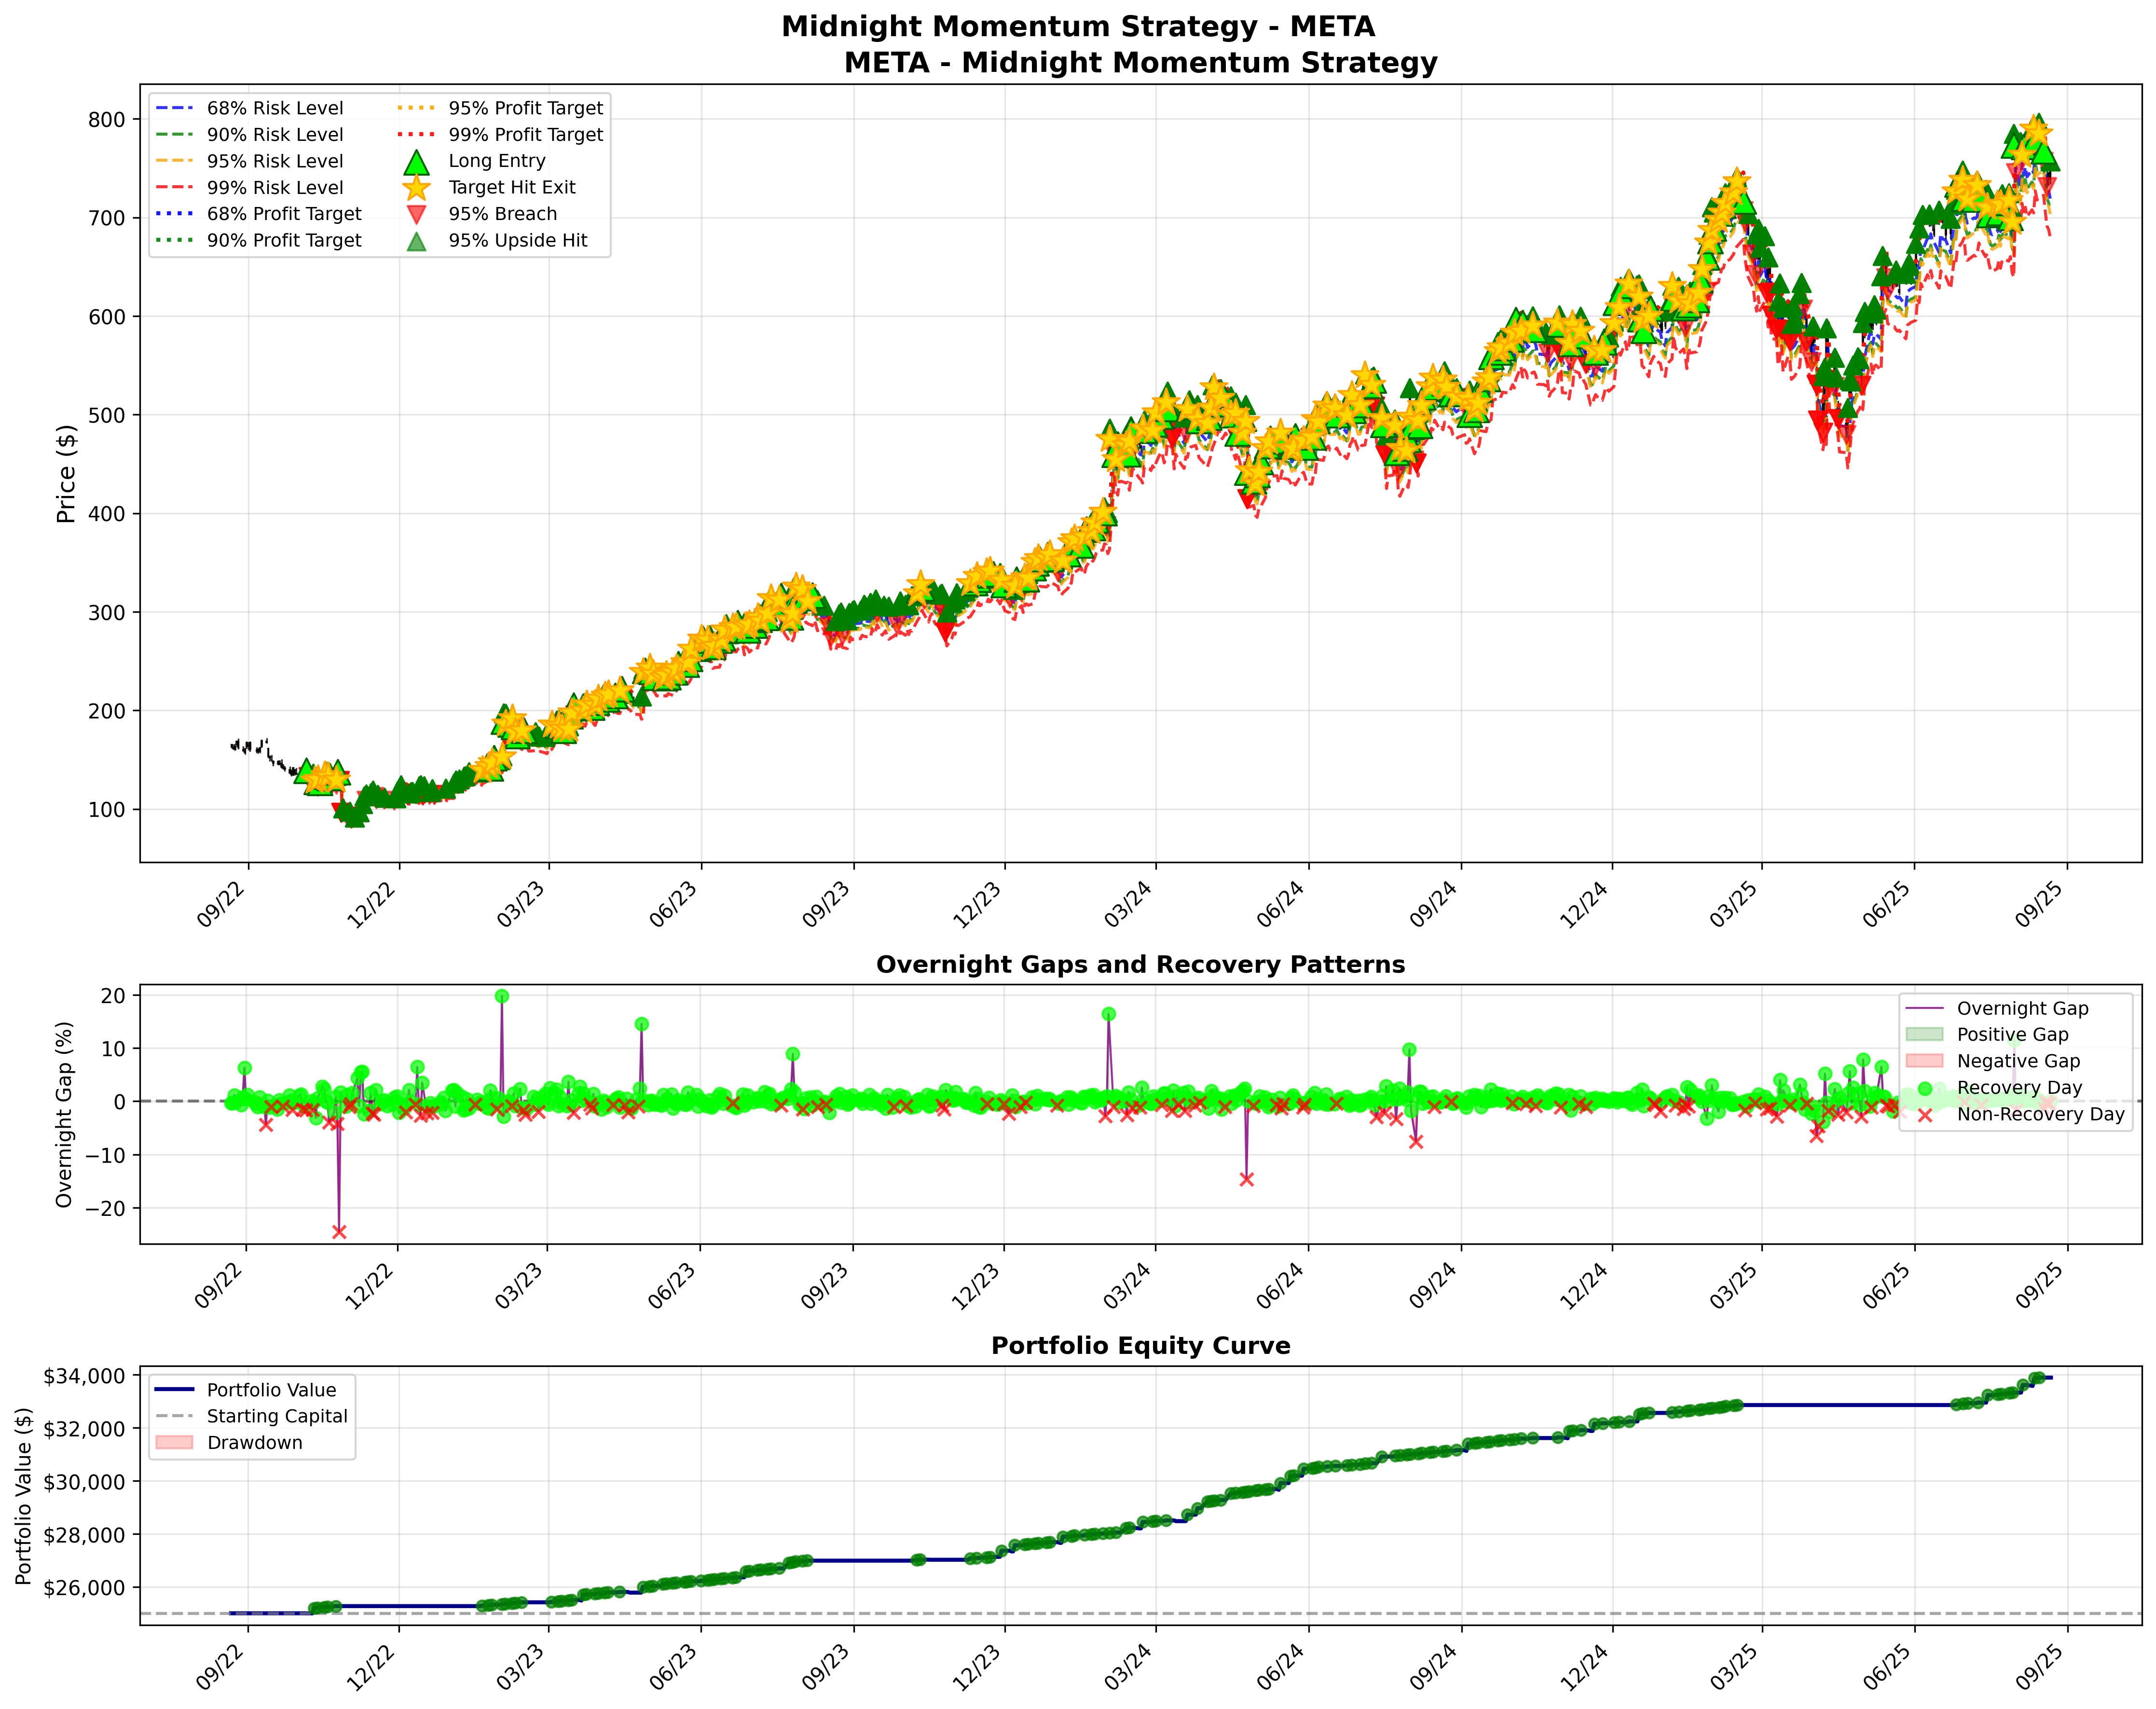 Midnight Momentum Strategy - META
META - Midnight Momentum Strategy
68% Risk Level
90% Risk Level
95% Risk Level
99% Risk Level
68% Profit Target
90% Profit Target
95% Profit Target
99% Profit Target
Long Entry
Target Hit Exit
95% Breach
95% Upside Hit
Price ($)
800
700
600
500
400
300
200
100
09/22
12/22
03/23
06/23
09/23
12/23
03/24
06/24
09/24
12/24
03/25
06/25
09/25
Overnight Gaps and Recovery Patterns
Overnight Gap (%)
20
10
0
−10
−20
Overnight Gap
Positive Gap
Negative Gap
Recovery Day
Non-Recovery Day
09/22
12/22
03/23
06/23
09/23
12/23
03/24
06/24
09/24
12/24
03/25
06/25
09/25
Portfolio Equity Curve
Portfolio Value ($)
$34,000
$32,000
$30,000
$28,000
$26,000
Portfolio Value
Starting Capital
Drawdown
09/22
12/22
03/23
06/23
09/23
12/23
03/24
06/24
09/24
12/24
03/25
06/25
09/25